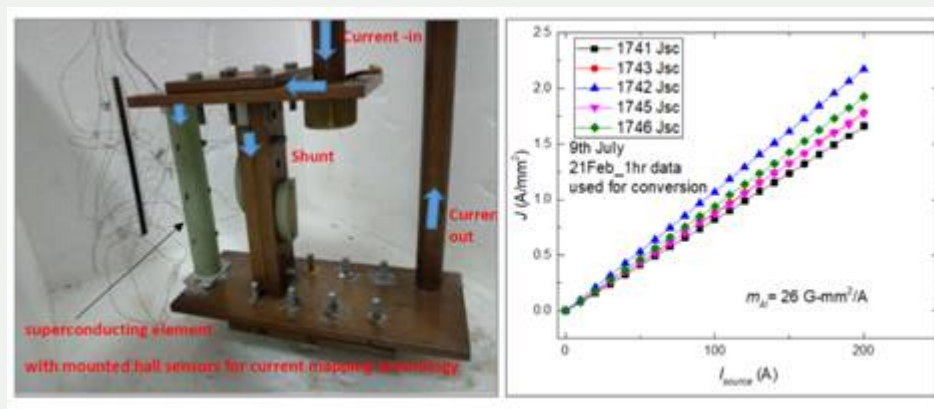 Current -in
Shunt
Current
out
superconducting element
with mounted hall sensors for current mapping
2.5
2.0
1.5
1.0
0.5
0.0
J (A/mm²)
1741 Jsc
1743 Jsc
1742 Jsc
1745 Jsc
1746 Jsc
9th July
21Feb_1hr data
used for conversion
m_Al= 26 G-mm²/A
0
100
200
I_source (A)